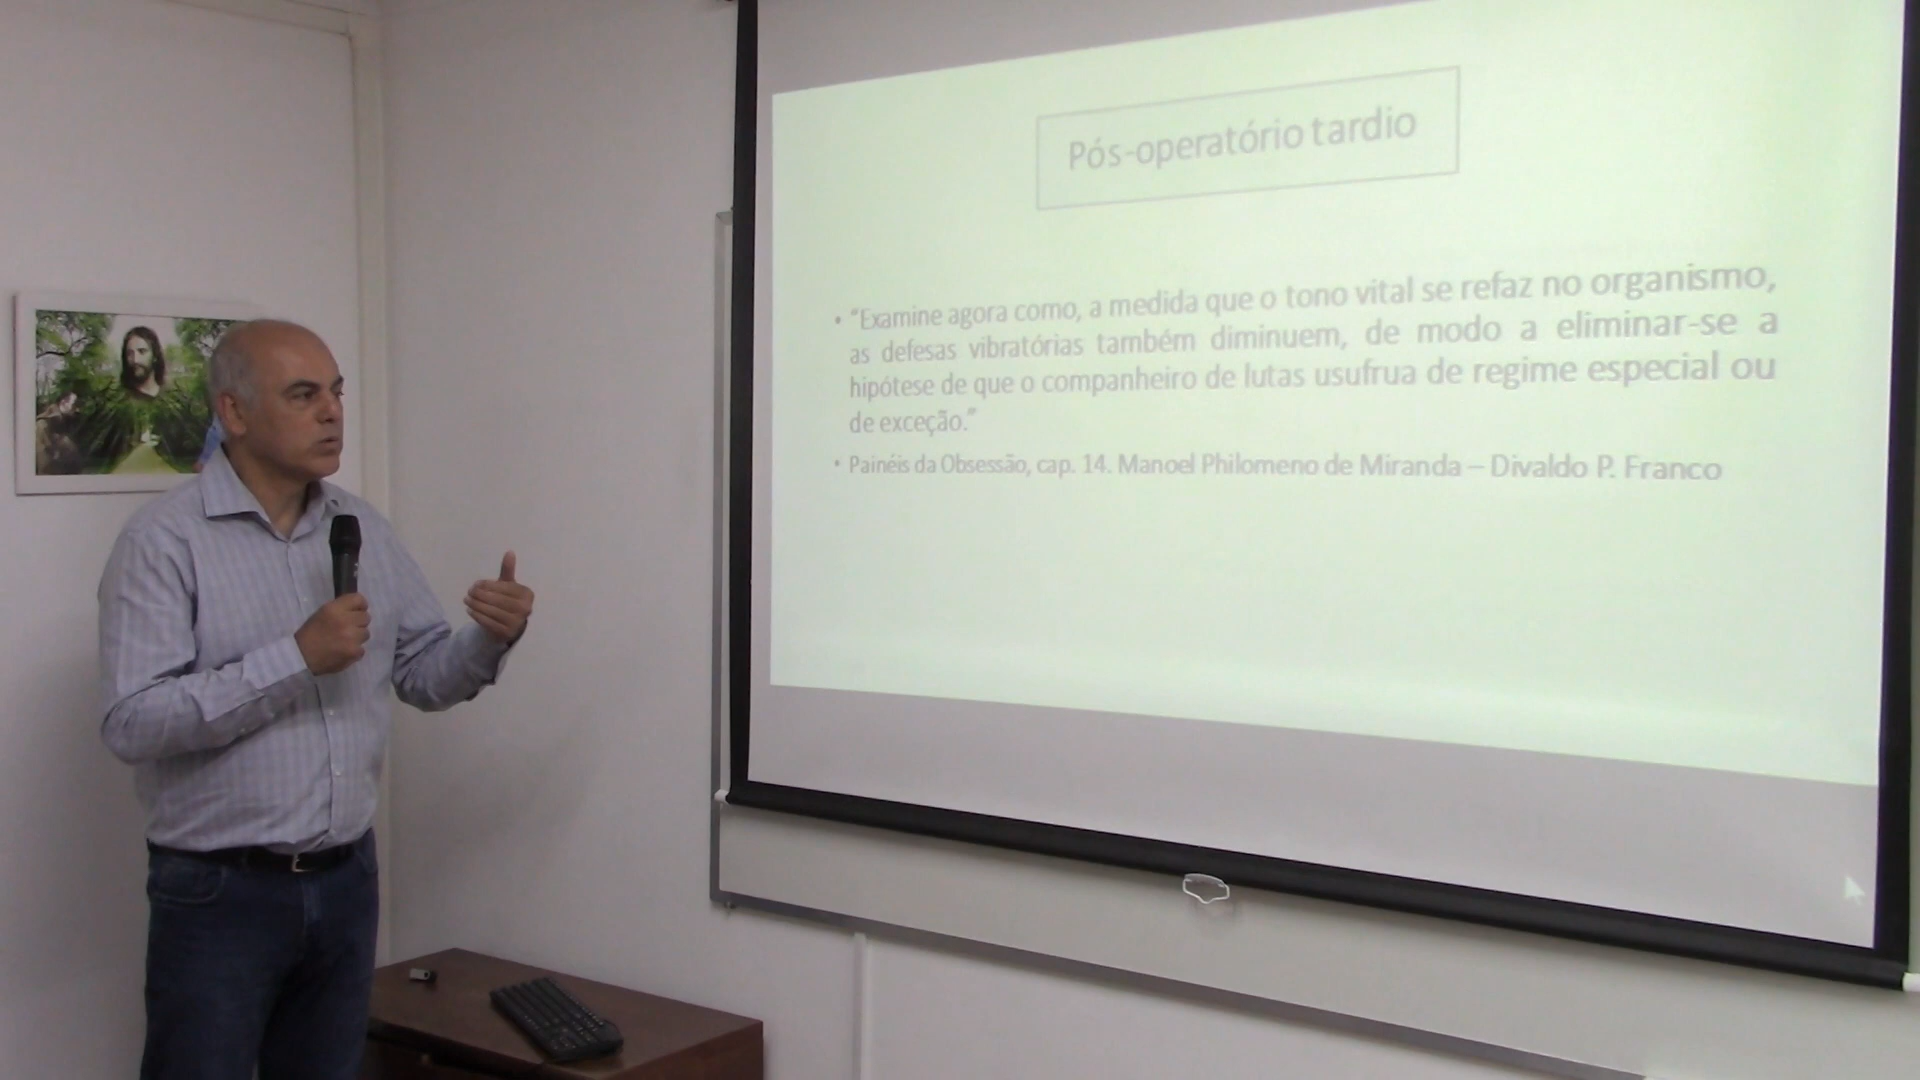 Pós-operatório tardio
• “Examine agora como, a medida que o tono vital se refaz no organismo,
as defesas vibratórias também diminuem, de modo a eliminar-se a
hipótese de que o companheiro de lutas usufrua de regime especial ou
de exceção.”
• Painéis da Obsessão, cap. 14. Manoel Philomeno de Miranda – Divaldo P. Franco